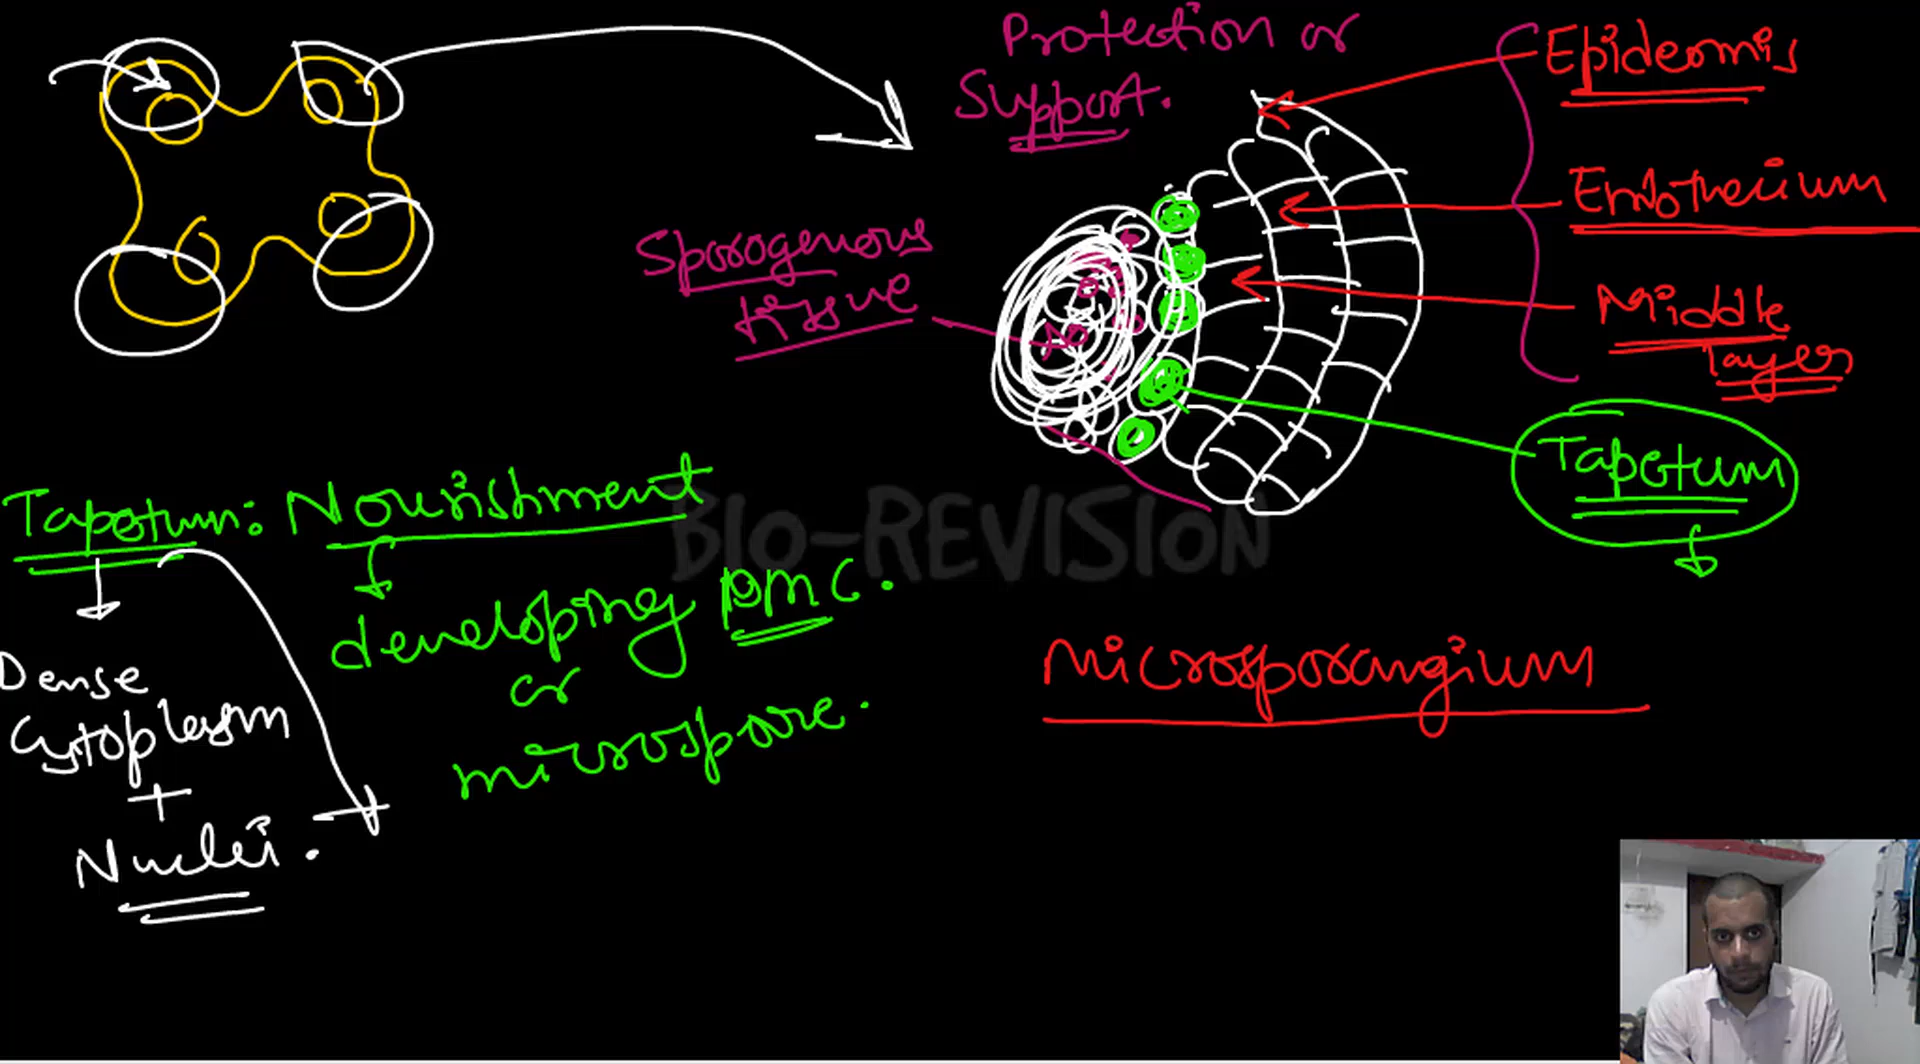 Protection or
Support.
Epidermis
Endothecium
Middle
layer
Sporogenous
tissue
Tapetum
Tapetum: Nourishment
developing PMC.
or
microspore.
Dense
Cytoplasm
+
Nuclei.
BIO-REVISION
Microsporangium